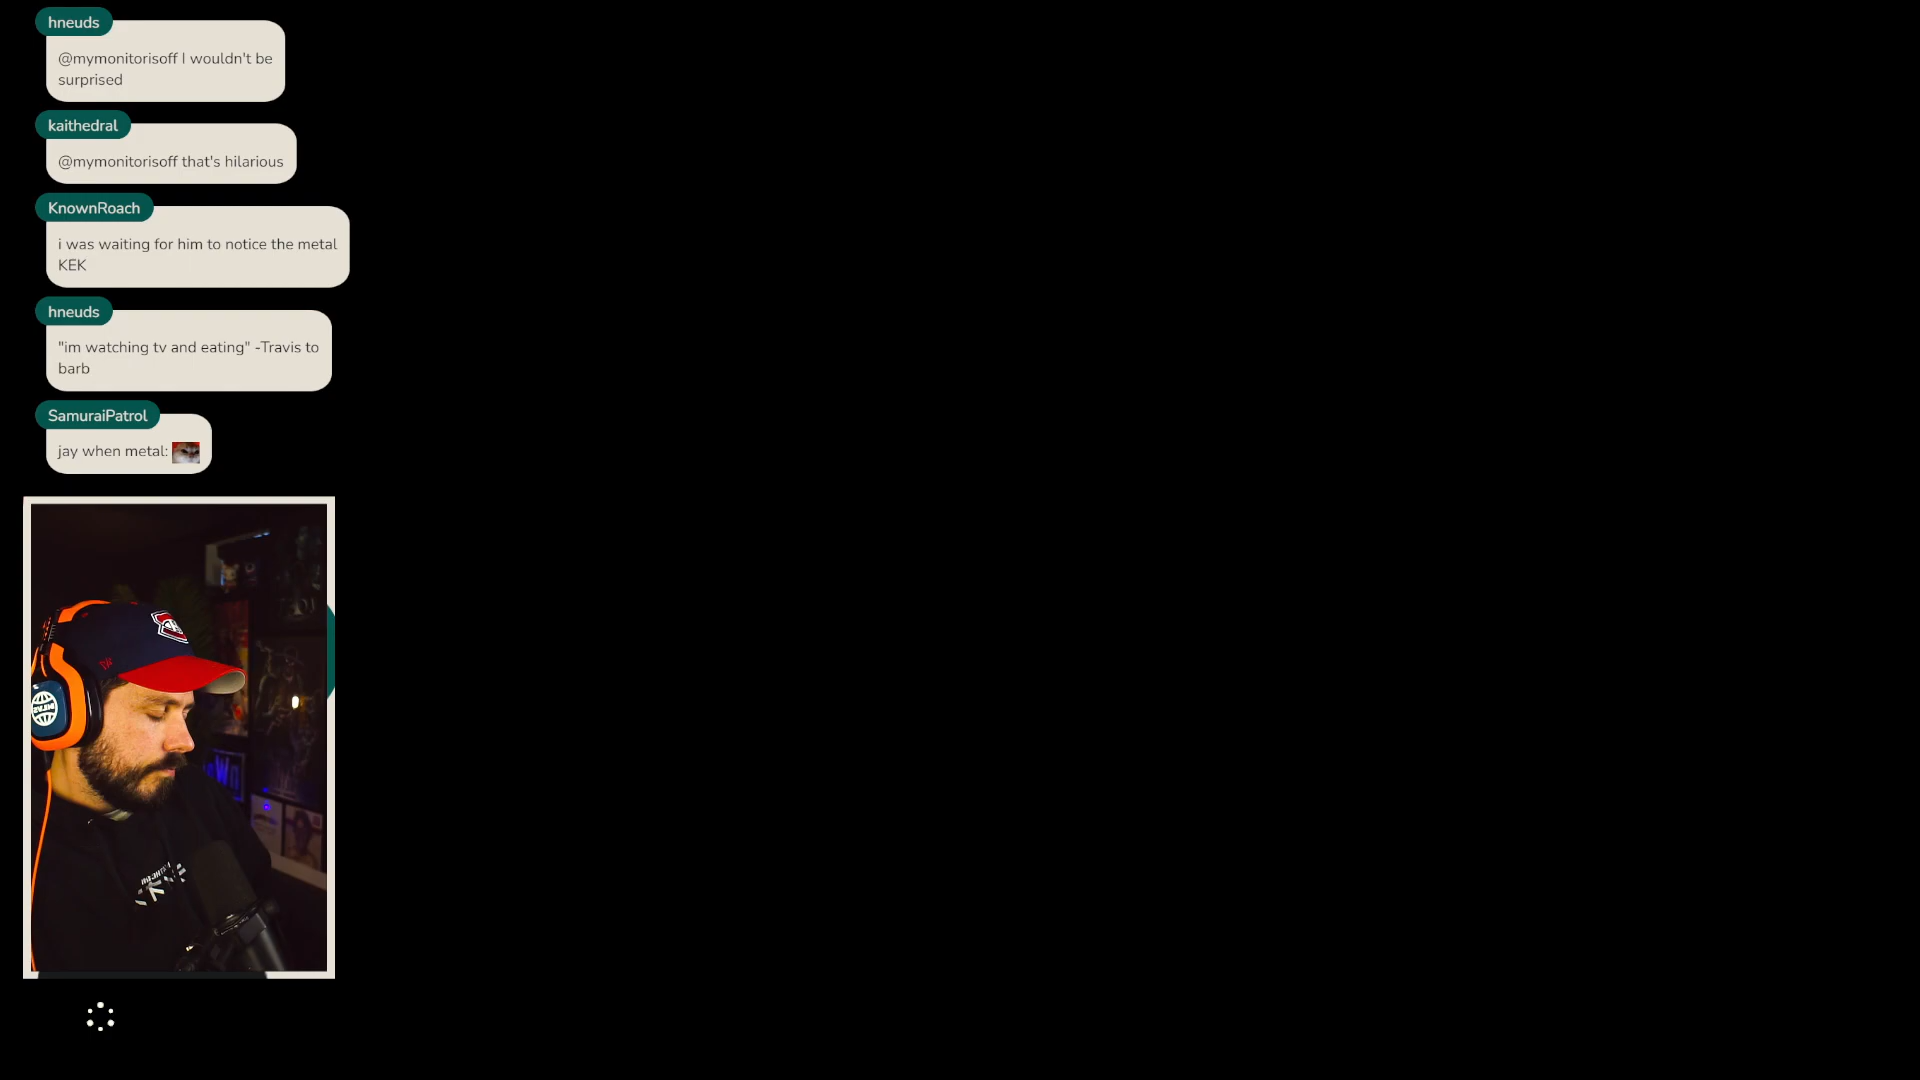 hneuds
@mymonitorisoff I wouldn't be
surprised
kaithedral
@mymonitorisoff that's hilarious
KnownRoach
i was waiting for him to notice the metal
KEK
hneuds
"im watching tv and eating" -Travis to
barb
SamuraiPatrol
jay when metal: